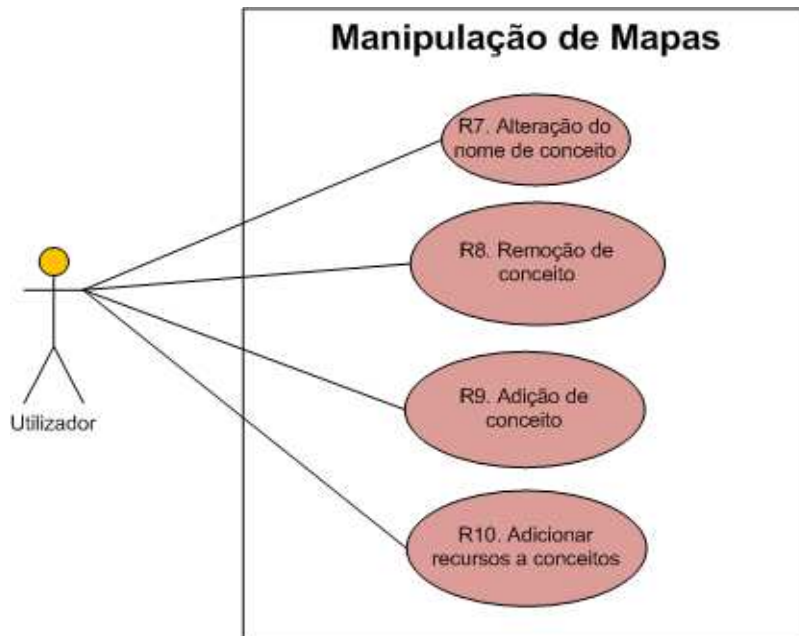 Manipulação de Mapas
R7. Alteração do
nome de conceito
R8. Remoção de
conceito
R9. Adição de
conceito
R10. Adicionar
recursos a conceitos
Utilizador